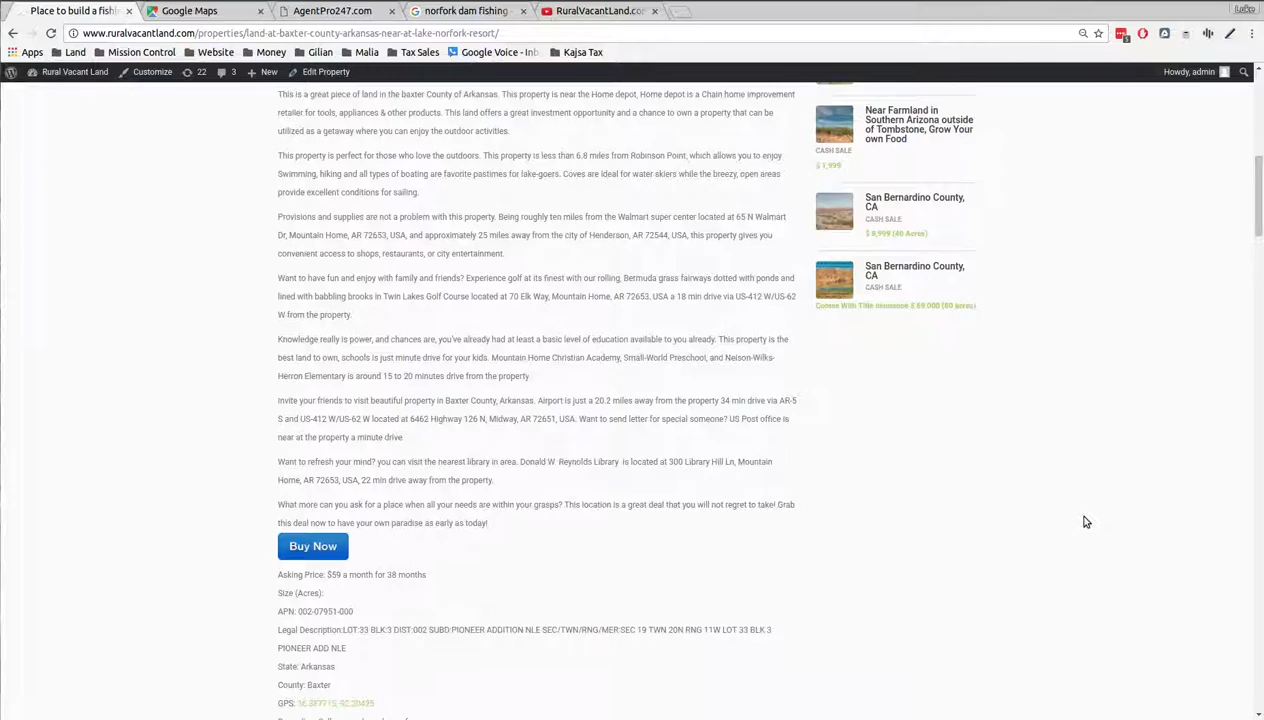 Place to build a fishi
Google Maps
AgentPro247.com
norfork dam fishing -
RuralVacantLand.co
www.ruralvacantland.com/properties/land-at-baxter-county-arkansas-near-at-lake-norfork-resort/
Apps Land Mission Control Website Money Gilian Malia Tax Sales Google Voice - Inb Kajsa Tax
Rural Vacant Land Customize 22 3 + New Edit Property Howdy, admin
This is a great piece of land in the baxter County of Arkansas. This property is near the Home depot, Home depot is a Chain home improvement
retailer for tools, appliances & other products. This land offers a great investment opportunity and a chance to own a property that can be
utilized as a getaway where you can enjoy the outdoor activities.
This property is perfect for those who love the outdoors. This property is less than 6.8 miles from Robinson Point, which allows you to enjoy
Swimming, hiking and all types of boating are favorite pastimes for lake-goers. Coves are ideal for water skiers while the breezy, open areas
provide excellent conditions for sailing.
Provisions and supplies are not a problem with this property. Being roughly ten miles from the Walmart super center located at 65 N Walmart
Dr, Mountain Home, AR 72653, USA, and approximately 25 miles away from the city of Henderson, AR 72544, USA, this property gives you
convenient access to shops, restaurants, or city entertainment.
Want to have fun and enjoy with family and friends? Experience golf at its finest with our rolling, Bermuda grass fairways dotted with ponds and
lined with babbling brooks in Twin Lakes Golf Course located at 70 Elk Way, Mountain Home, AR 72653, USA a 18 min drive via US-412 W/US-62
W from the property.
Knowledge really is power, and chances are, you've already had at least a basic level of education available to you already. This property is the
best land to own, schools is just minute drive for your kids. Mountain Home Christian Academy, Small-World Preschool, and Neison-Wilks-
Herron Elementary is around 15 to 20 minutes drive from the property
Invite your friends to visit beautiful property in Baxter County, Arkansas. Airport is just a 20.2 miles away from the property 34 min drive via AR-5
S and US-412 W/US-62 W located at 6462 Highway 126 N, Midway, AR 72651, USA. Want to send letter for special someone? US Post office is
near at the property a minute drive
Want to refresh your mind? you can visit the nearest library in area. Donald W Reynolds Library is located at 300 Library Hill Ln, Mountain
Home, AR 72653, USA, 22 min drive away from the property.
What more can you ask for a place when all your needs are within your grasps? This location is a great deal that you will not regret to take! Grab
this deal now to have your own paradise as early as today!
Buy Now
Asking Price: $59 a month for 38 months
Size (Acres):
APN: 002-07951-000
Legal Description:LOT:33 BLK:3 DIST:002 SUBD:PIONEER ADDITION NLE SEC/TWN/RNG/MER:SEC 19 TWN 20N RNG 11W LOT 33 BLK 3
PIONEER ADD NLE
State: Arkansas
County: Baxter
GPS:
Near Farmland in
Southern Arizona outside
of Tombstone, Grow Your
own Food
CASH SALE
$ 1,999
San Bernardino County,
CA
CASH SALE
$ 8,999 (40 Acres)
San Bernardino County,
CA
CASH SALE
Comes With Title Insurance $ 69,000 (80 acres)